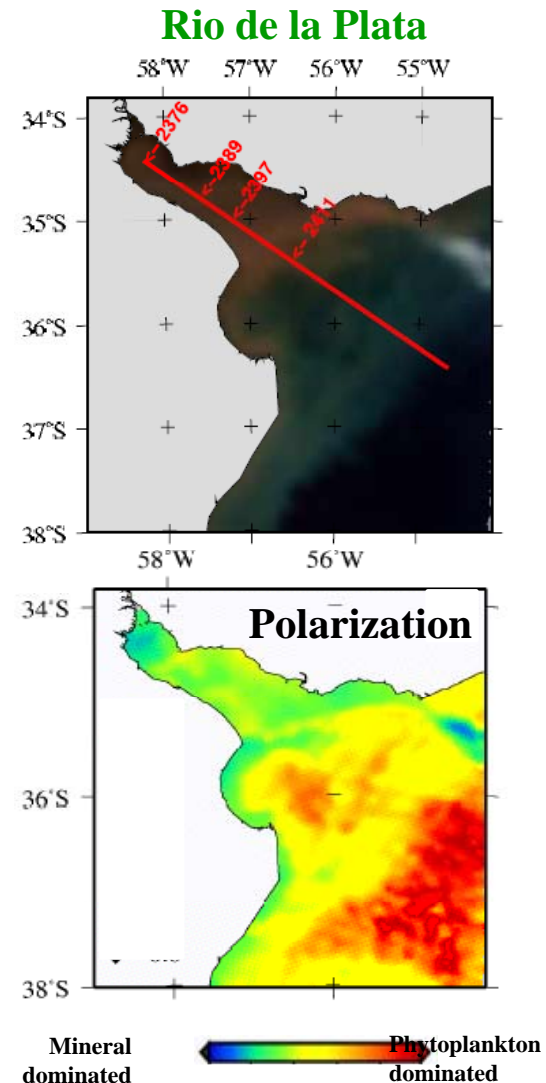 Rio de la Plata
58°W 57°W 56°W 55°W
34°S
<- 2376
<-2389
<-2397
<- 2411
35°S
36°S
37°S
38°S
58°W 56°W
34°S
Polarization
36°S
38°S
Mineral
dominated
Phytoplankton
dominated